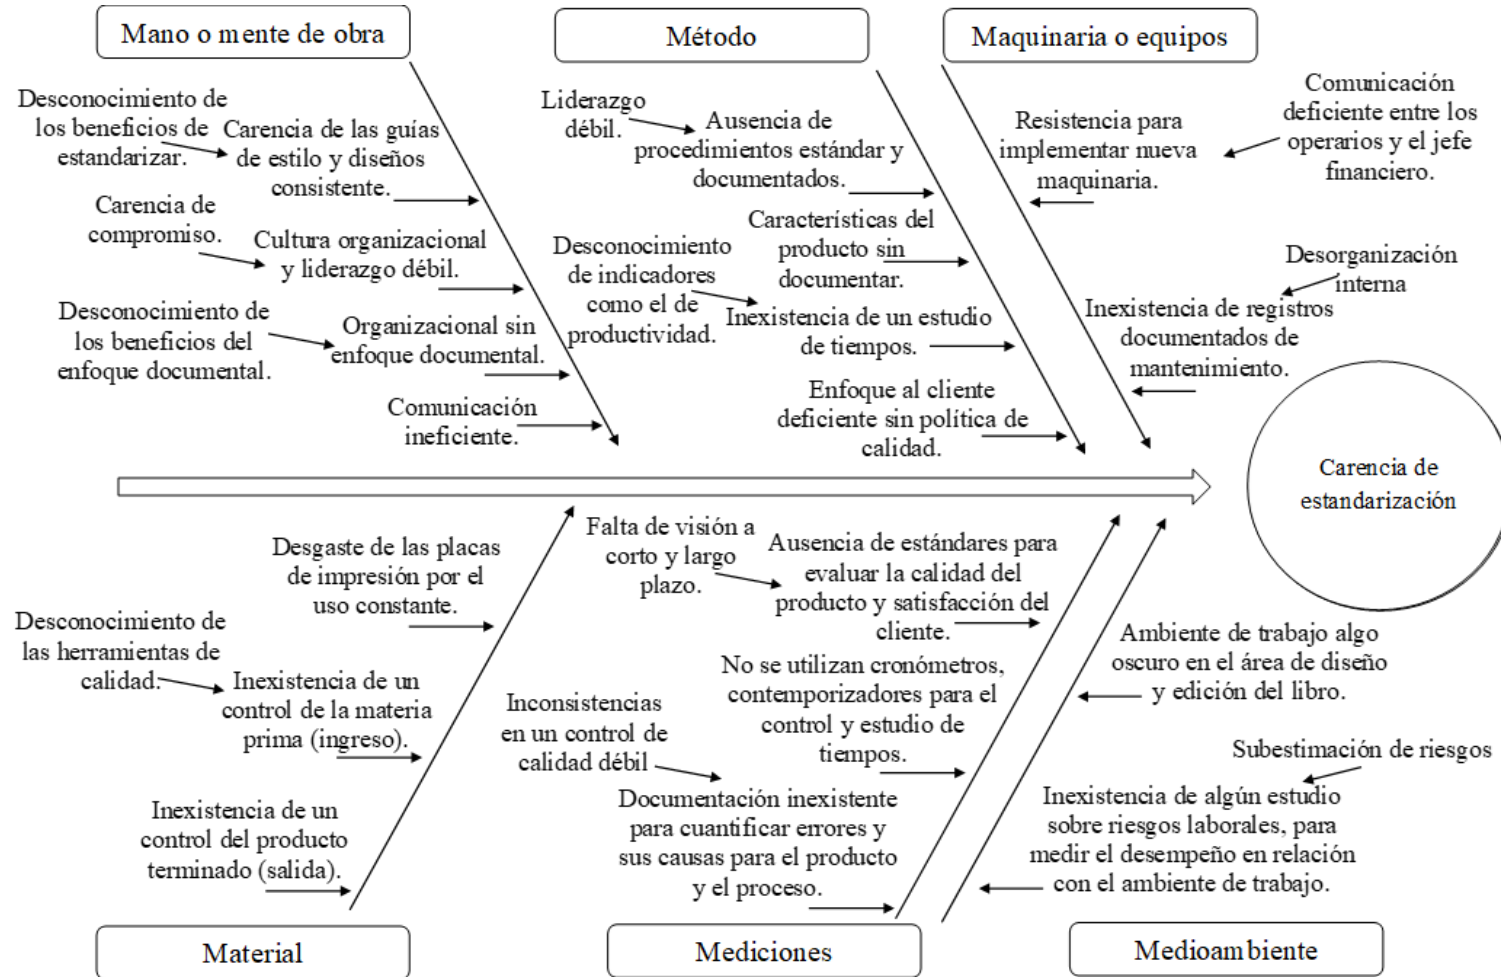 Mano o mente de obra
Método
Maquinaria o equipos
Desconocimiento de
los beneficios de
estandarizar.
Carencia de las guías
de estilo y diseños
consistente.
Carencia de
compromiso.
Cultura organizacional
y liderazgo débil.
Desconocimiento de
los beneficios del
enfoque documental.
Organizacional sin
enfoque documental.
Comunicación
ineficiente.
Liderazgo
débil.
Ausencia de
procedimientos estándar y
documentados.
Características del
producto sin
documentar.
Desconocimiento
de indicadores
como el de
productividad.
Inexistencia de un estudio
de tiempos.
Enfoque al cliente
deficiente sin política de
calidad.
Resistencia para
implementar nueva
maquinaria.
Comunicación
deficiente entre los
operarios y el jefe
financiero.
Desorganización
interna
Inexistencia de registros
documentados de
mantenimiento.
Carencia de
estandarización
Desgaste de las placas
de impresión por el
uso constante.
Desconocimiento de
las herramientas de
calidad.
Inexistencia de un
control de la materia
prima (ingreso).
Inexistencia de un
control del producto
terminado (salida).
Falta de visión a
corto y largo
plazo.
Ausencia de estándares para
evaluar la calidad del
producto y satisfacción del
cliente.
No se utilizan cronómetros,
contemporizadores para el
control y estudio de
tiempos.
Inconsistencias
en un control de
calidad débil
Documentación inexistente
para cuantificar errores y
sus causas para el producto
y el proceso.
Ambiente de trabajo algo
oscuro en el área de diseño
y edición del libro.
Subestimación de riesgos
Inexistencia de algún estudio
sobre riesgos laborales, para
medir el desempeño en relación
con el ambiente de trabajo.
Material
Mediciones
Medioambiente